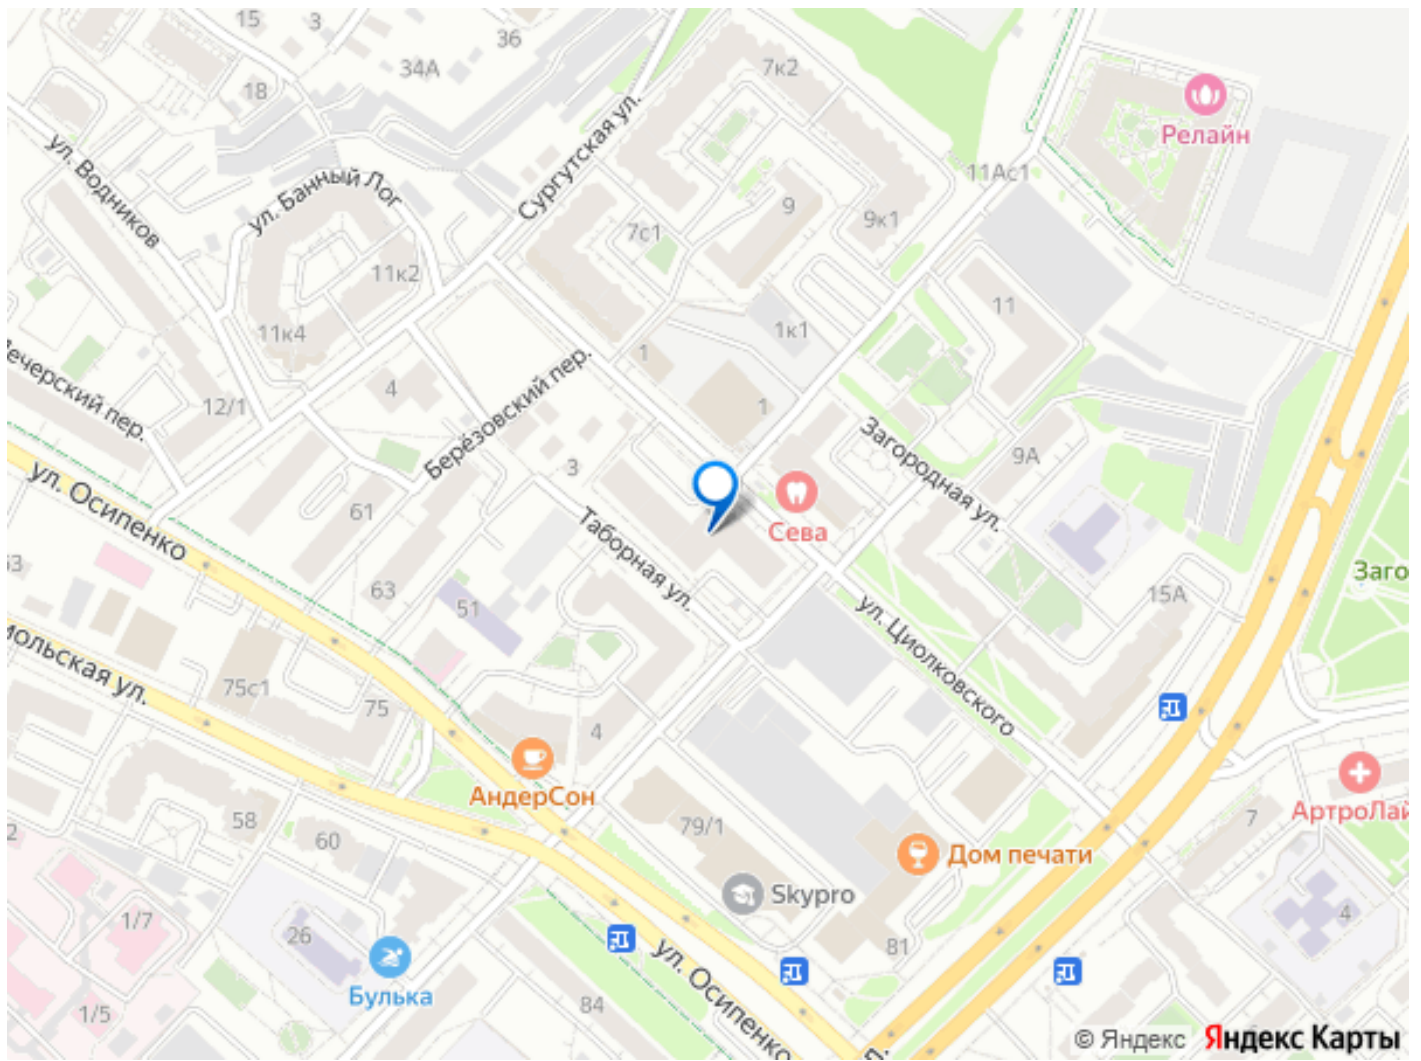 15
3
36
34А
18
7к2
Релайн
11Ас1
Сургутская ул.
ул. Водников
ул. Банный Лог
9
9к1
7с1
11к2
11
11к4
1к1
1
Берёзовский пер.
4
12/1
1
ечерский пер.
Загородная ул.
9А
3
Сева
ул. Осипенко
61
Таборная ул.
63
51
15А
Заго
ул. Циолковского
мольская ул.
75с1
75
4
АндерСон
АртроЛай
7
58
60
79/1
Дом печати
Skypro
1/7
26
4
81
ул. Осипенко
Булька
84
1/5
© Яндекс Яндекс Карты